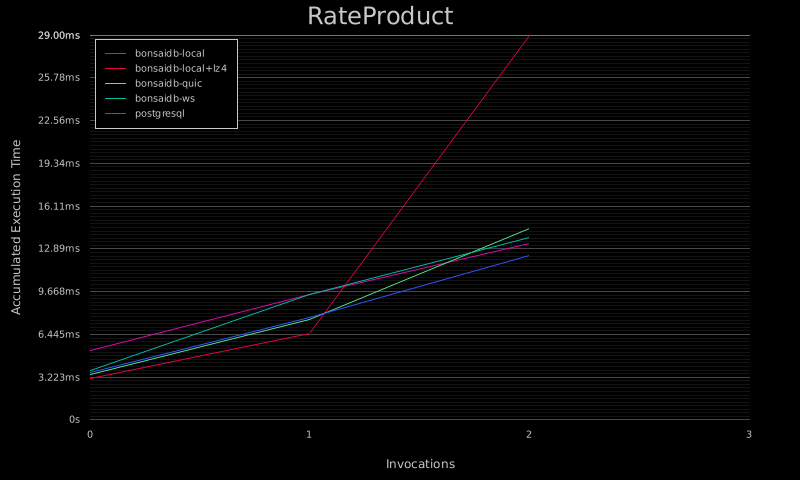 RateProduct
29.00ms
bonsaidb-local
bonsaidb-local+lz4
bonsaidb-quic
bonsaidb-ws
postgresql
25.78ms
22.56ms
19.34ms
16.11ms
12.89ms
9.668ms
6.445ms
3.223ms
0s
Accumulated Execution Time
0 1 2 3
Invocations